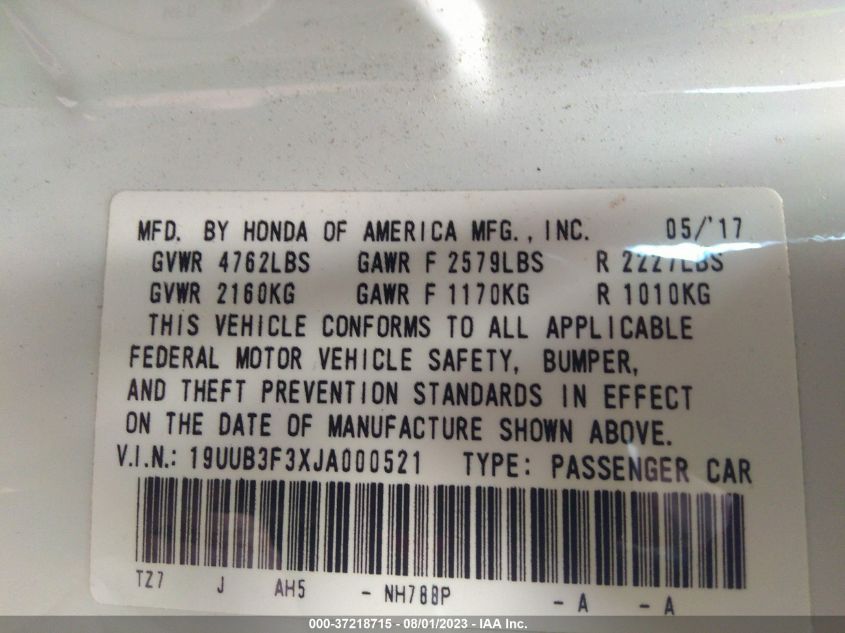 MFD. BY HONDA OF AMERICA MFG., INC. 05/'17
GVWR 4762LBS GAWR F 2579LBS R 2227LBS
GVWR 2160KG GAWR F 1170KG R 1010KG
THIS VEHICLE CONFORMS TO ALL APPLICABLE
FEDERAL MOTOR VEHICLE SAFETY, BUMPER,
AND THEFT PREVENTION STANDARDS IN EFFECT
ON THE DATE OF MANUFACTURE SHOWN ABOVE.
V.I.N.: 19UUB3F3XJA000521 TYPE: PASSENGER CAR
TZ7 J AH5 - NH788P - A - A
000-37218715 - 08/01/2023 - IAA Inc.